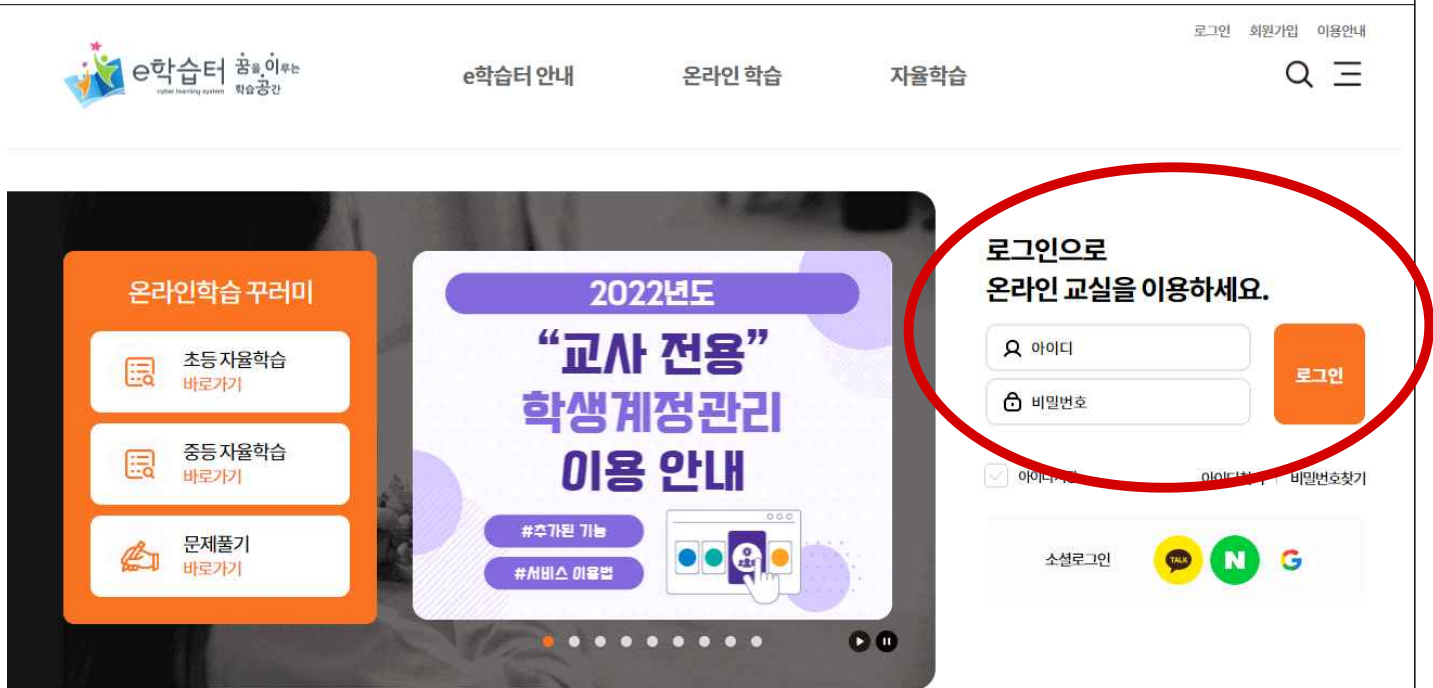 로그인 회원가입 이용안내
e학습터 꿈을 이루는
cyber learning system 학습공간
e학습터 안내 온라인 학습 자율학습
온라인학습 꾸러미
초등 자율학습
바로가기
중등 자율학습
바로가기
문제풀기
바로가기
2022년도
“교사 전용”
학생계정관리
이용 안내
#추가된 기능
#서비스 이용법
로그인으로
온라인 교실을 이용하세요.
아이디
비밀번호
로그인
비밀번호찾기
소셜로그인
TALK
N
G